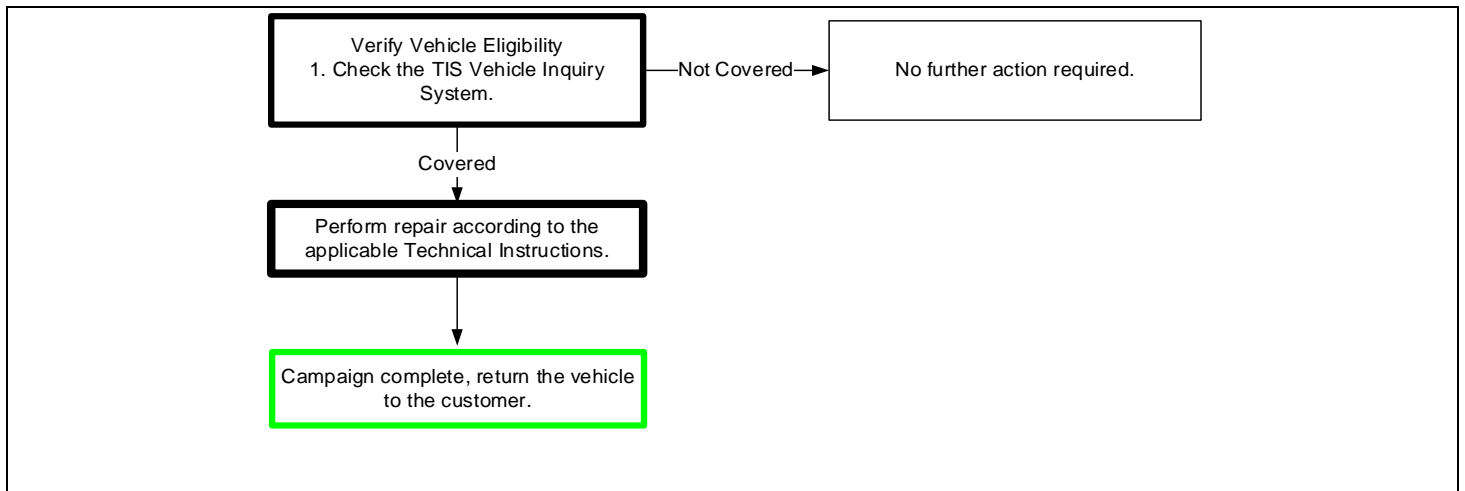 Verify Vehicle Eligibility
1. Check the TIS Vehicle Inquiry
System.
Not Covered
No further action required.
Covered
Perform repair according to the
applicable Technical Instructions.
Campaign complete, return the vehicle
to the customer.